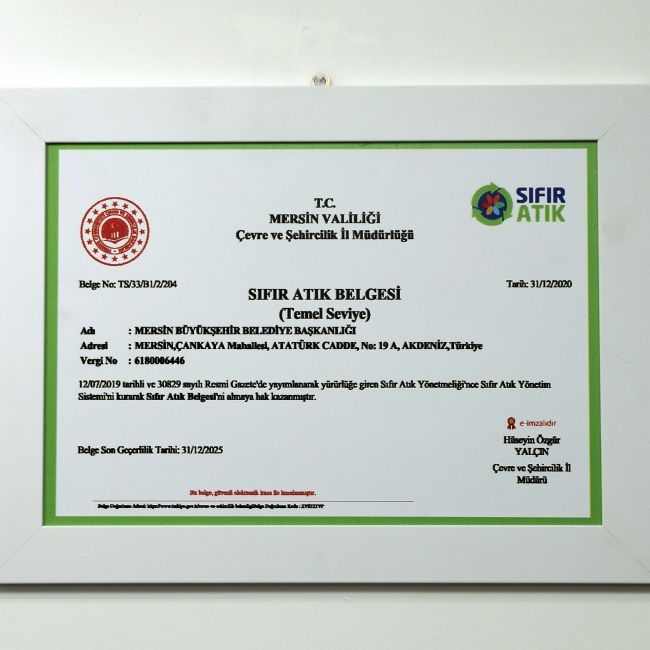 T.C.
MERSİN VALİLİĞİ
Çevre ve Şehircilik İl Müdürlüğü
SIFIR
ATIK
Belge No: TS/33/B1/2/204
Tarih: 31/12/2020
SIFIR ATIK BELGESİ
(Temel Seviye)
Adı : MERSİN BÜYÜKŞEHİR BELEDİYE BAŞKANLIĞI
Adresi : MERSİN,ÇANKAYA Mahallesi, ATATÜRK CADDE, No: 19 A, AKDENİZ,Türkiye
Vergi No : 6180006446
12/07/2019 tarihli ve 30829 sayılı Resmi Gazete'de yayımlanarak yürürlüğe giren Sıfır Atık Yönetmeliği'nce Sıfır Atık Yönetim
Sistemi'ni kurarak Sıfır Atık Belgesi'ni almaya hak kazanmıştır.
e-imzalıdır
Hüseyin Özgür
YALÇIN
Çevre ve Şehircilik İl
Müdürü
Belge Son Geçerlilik Tarihi: 31/12/2025
Bu belge, güvenli elektronik imza ile imzalanmıştır.
Belge Doğrulama Adresi: